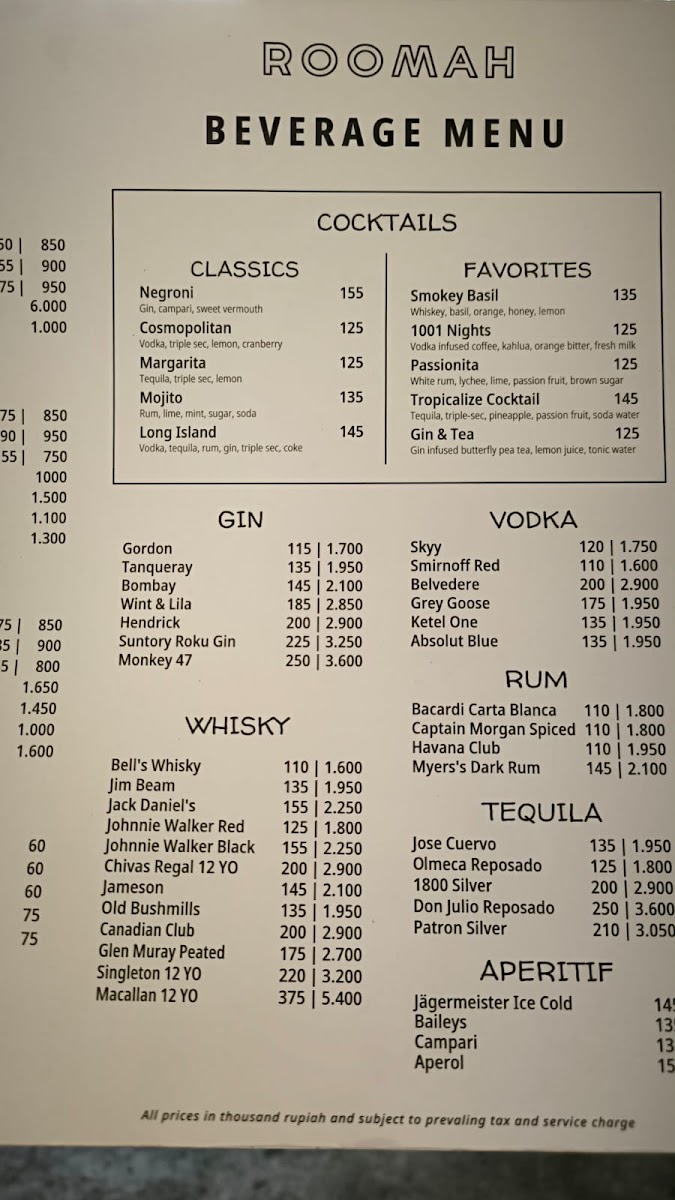 ROOMAH
BEVERAGE MENU
50 | 850
55 | 900
75 | 950
6.000
1.000
75 | 850
90 | 950
55 | 750
1000
1.500
1.100
1.300
75 | 850
85 | 900
5 | 800
1.650
1.450
1.000
1.600
60
60
60
75
75
COCKTAILS
CLASSICS
Negroni 155
Gin, campari, sweet vermouth
Cosmopolitan 125
Vodka, triple sec, lemon, cranberry
Margarita 125
Tequila, triple sec, lemon
Mojito 135
Rum, lime, mint, sugar, soda
Long Island 145
Vodka, tequila, rum, gin, triple sec, coke
FAVORITES
Smokey Basil 135
Whiskey, basil, orange, honey, lemon
1001 Nights 125
Vodka infused coffee, kahlua, orange bitter, fresh milk
Passionita 125
White rum, lychee, lime, passion fruit, brown sugar
Tropicalize Cocktail 145
Tequila, triple-sec, pineapple, passion fruit, soda water
Gin & Tea 125
Gin infused butterfly pea tea, lemon juice, tonic water
GIN
Gordon 115 | 1.700
Tanqueray 135 | 1.950
Bombay 145 | 2.100
Wint & Lila 185 | 2.850
Hendrick 200 | 2.900
Suntory Roku Gin 225 | 3.250
Monkey 47 250 | 3.600
WHISKY
Bell's Whisky 110 | 1.600
Jim Beam 135 | 1.950
Jack Daniel's 155 | 2.250
Johnnie Walker Red 125 | 1.800
Johnnie Walker Black 155 | 2.250
Chivas Regal 12 YO 200 | 2.900
Jameson 145 | 2.100
Old Bushmills 135 | 1.950
Canadian Club 200 | 2.900
Glen Muray Peated 175 | 2.700
Singleton 12 YO 220 | 3.200
Macallan 12 YO 375 | 5.400
VODKA
Skyy 120 | 1.750
Smirnoff Red 110 | 1.600
Belvedere 200 | 2.900
Grey Goose 175 | 1.950
Ketel One 135 | 1.950
Absolut Blue 135 | 1.950
RUM
Bacardi Carta Blanca 110 | 1.800
Captain Morgan Spiced 110 | 1.800
Havana Club 110 | 1.950
Myers's Dark Rum 145 | 2.100
TEQUILA
Jose Cuervo 135 | 1.950
Olmeca Reposado 125 | 1.800
1800 Silver 200 | 2.900
Don Julio Reposado 250 | 3.600
Patron Silver 210 | 3.050
APERITIF
Jägermeister Ice Cold 14
Baileys 13
Campari 13
Aperol 15
All prices in thousand rupiah and subject to prevaling tax and service charge